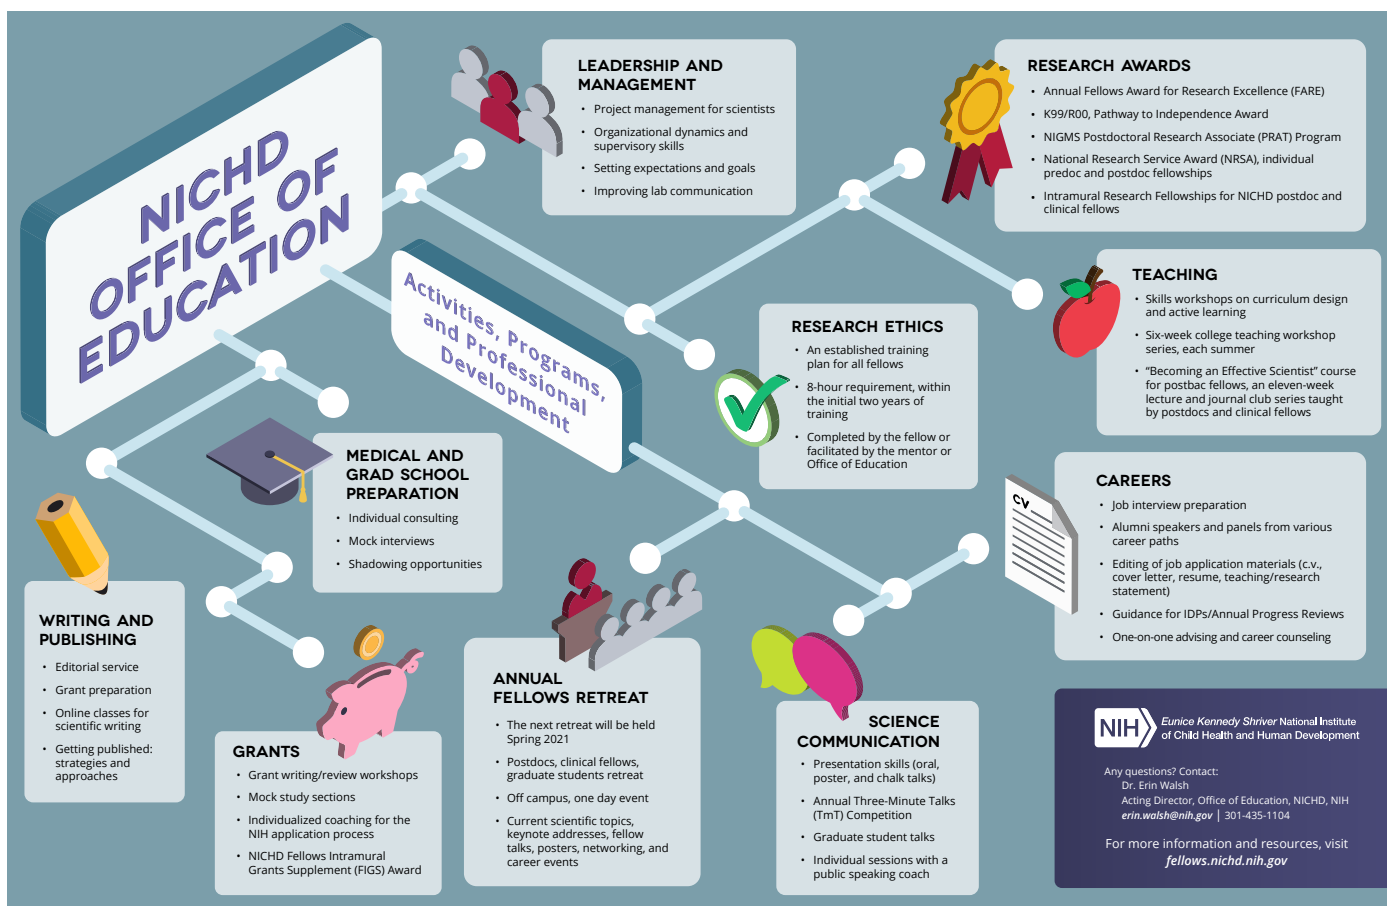 NICHD
OFFICE OF
EDUCATION
Activities, Programs,
and Professional
Development
LEADERSHIP AND
MANAGEMENT
• Project management for scientists
• Organizational dynamics and
supervisory skills
• Setting expectations and goals
• Improving lab communication
RESEARCH AWARDS
• Annual Fellows Award for Research Excellence (FARE)
• K99/R00, Pathway to Independence Award
• NIGMS Postdoctoral Research Associate (PRAT) Program
• National Research Service Award (NRSA), individual
predoc and postdoc fellowships
• Intramural Research Fellowships for NICHD postdoc and
clinical fellows
TEACHING
• Skills workshops on curriculum design
and active learning
• Six-week college teaching workshop
series, each summer
• “Becoming an Effective Scientist” course
for postbac fellows, an eleven-week
lecture and journal club series taught
by postdocs and clinical fellows
RESEARCH ETHICS
• An established training
plan for all fellows
• 8-hour requirement, within
the initial two years of
training
• Completed by the fellow or
facilitated by the mentor or
Office of Education
MEDICAL AND
GRAD SCHOOL
PREPARATION
• Individual consulting
• Mock interviews
• Shadowing opportunities
CV
CAREERS
• Job interview preparation
• Alumni speakers and panels from various
career paths
• Editing of job application materials (c.v.,
cover letter, resume, teaching/research
statement)
• Guidance for IDPs/Annual Progress Reviews
• One-on-one advising and career counseling
WRITING AND
PUBLISHING
• Editorial service
• Grant preparation
• Online classes for
scientific writing
• Getting published:
strategies and
approaches
GRANTS
• Grant writing/review workshops
• Mock study sections
• Individualized coaching for the
NIH application process
• NICHD Fellows Intramural
Grants Supplement (FIGS) Award
ANNUAL
FELLOWS RETREAT
• The next retreat will be held
Spring 2021
• Postdocs, clinical fellows,
graduate students retreat
• Off campus, one day event
• Current scientific topics,
keynote addresses, fellow
talks, posters, networking, and
career events
SCIENCE
COMMUNICATION
• Presentation skills (oral,
poster, and chalk talks)
• Annual Three-Minute Talks
(TmT) Competition
• Graduate student talks
• Individual sessions with a
public speaking coach
NIH
Eunice Kennedy Shriver National Institute
of Child Health and Human Development
Any questions? Contact:
Dr. Erin Walsh
Acting Director, Office of Education, NICHD, NIH
erin.walsh@nih.gov | 301-435-1104
For more information and resources, visit
fellows.nichd.nih.gov